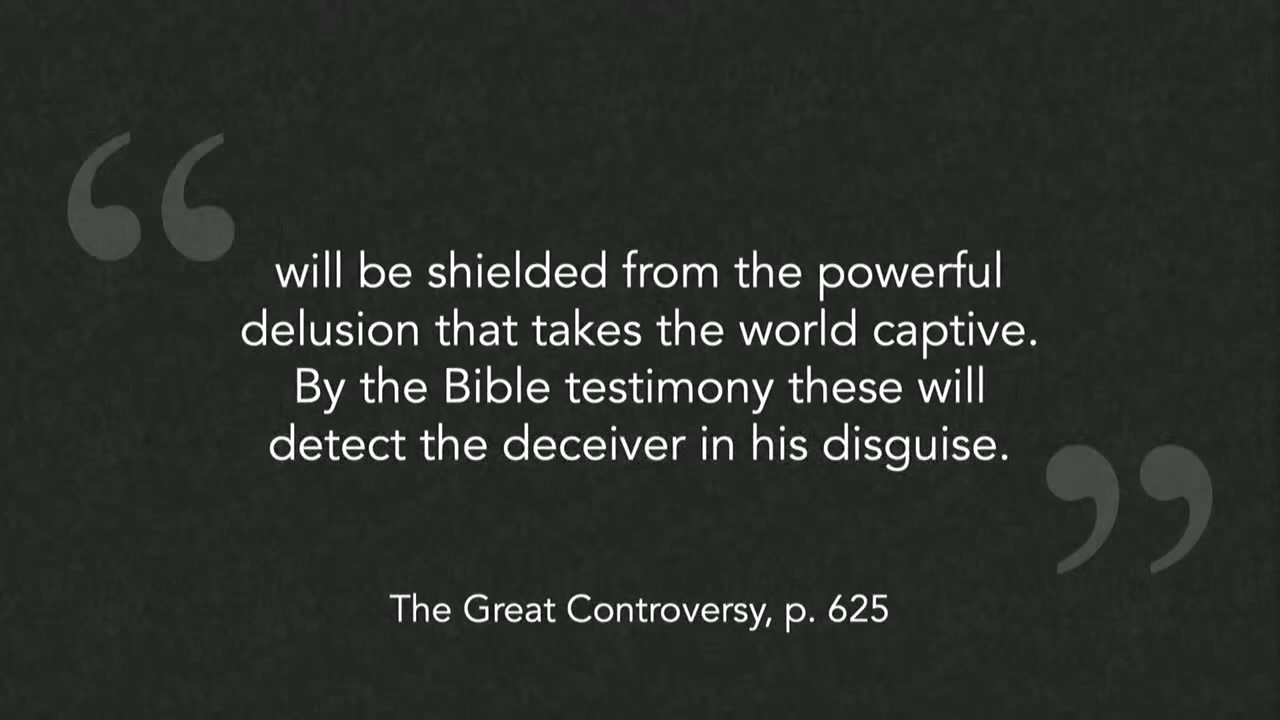 will be shielded from the powerful
delusion that takes the world captive.
By the Bible testimony these will
detect the deceiver in his disguise.
The Great Controversy, p. 625